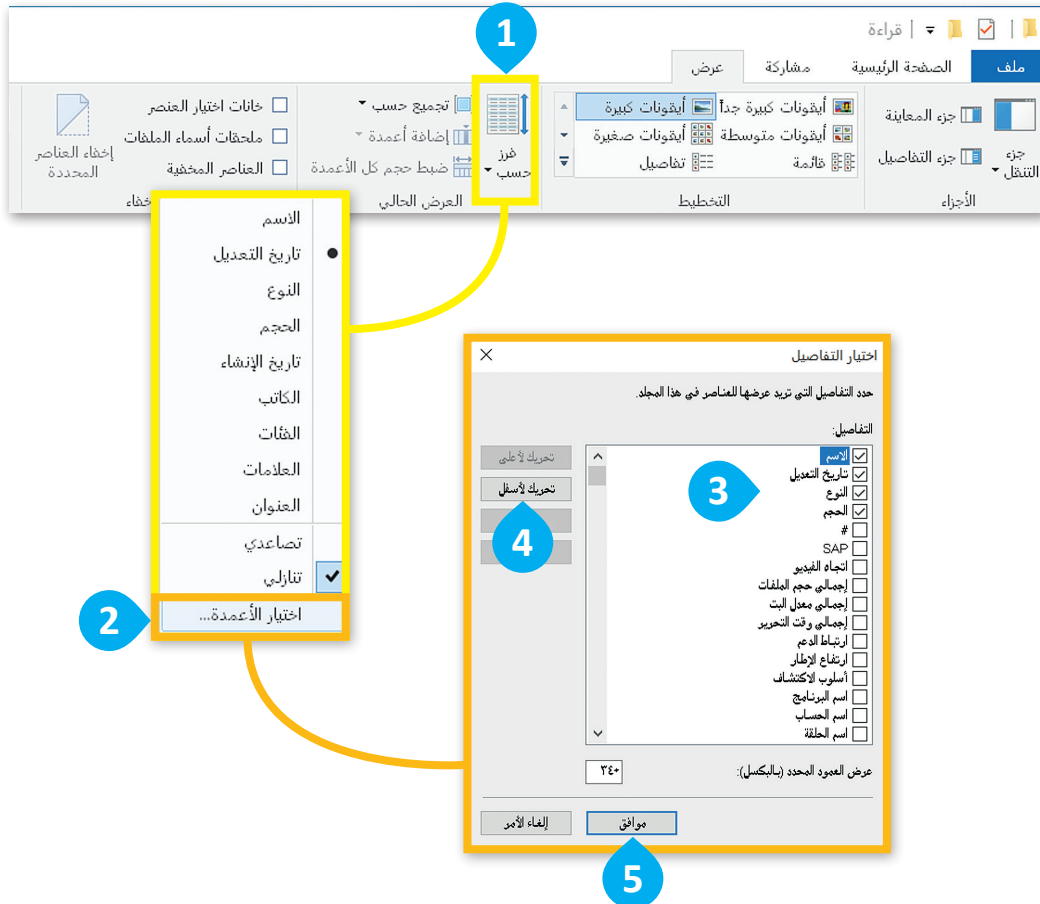 1
قراءة
ملف
الصفحة الرئيسية
مشاركة
عرض
جزء التنقل
جزء المعاينة
جزء التفاصيل
الأجزاء
أيقونات كبيرة جداً
أيقونات كبيرة
أيقونات متوسطة
أيقونات صغيرة
قائمة
تفاصيل
التخطيط
فرز
حسب
تجميع حسب
إضافة أعمدة
ضبط حجم كل الأعمدة
العرض الحالي
خانات اختيار العنصر
ملحقات أسماء الملفات
العناصر المخفية
إخفاء العناصر
المحددة
خفاء
الاسم
تاريخ التعديل
النوع
الحجم
تاريخ الإنشاء
الكاتب
الفئات
العلامات
العنوان
تصاعدي
تنازلي
اختيار الأعمدة...
2
اختيار التفاصيل
حدد التفاصيل التي تريد عرضها للعناصر في هذا المجلد.
التفاصيل:
الاسم
تاريخ التعديل
النوع
الحجم
#
SAP
اتجاه الفيديو
إجمالي حجم الملفات
إجمالي معدل البت
إجمالي وقت التحرير
ارتباط الدعم
ارتفاع الإطار
أسلوب الاكتشاف
اسم البرنامج
اسم الحساب
اسم الحلقة
3
تحريك لأعلى
تحريك لأسفل
4
عرض العمود المحدد (بالبكسل):
٣٤٠
موافق
إلغاء الأمر
5